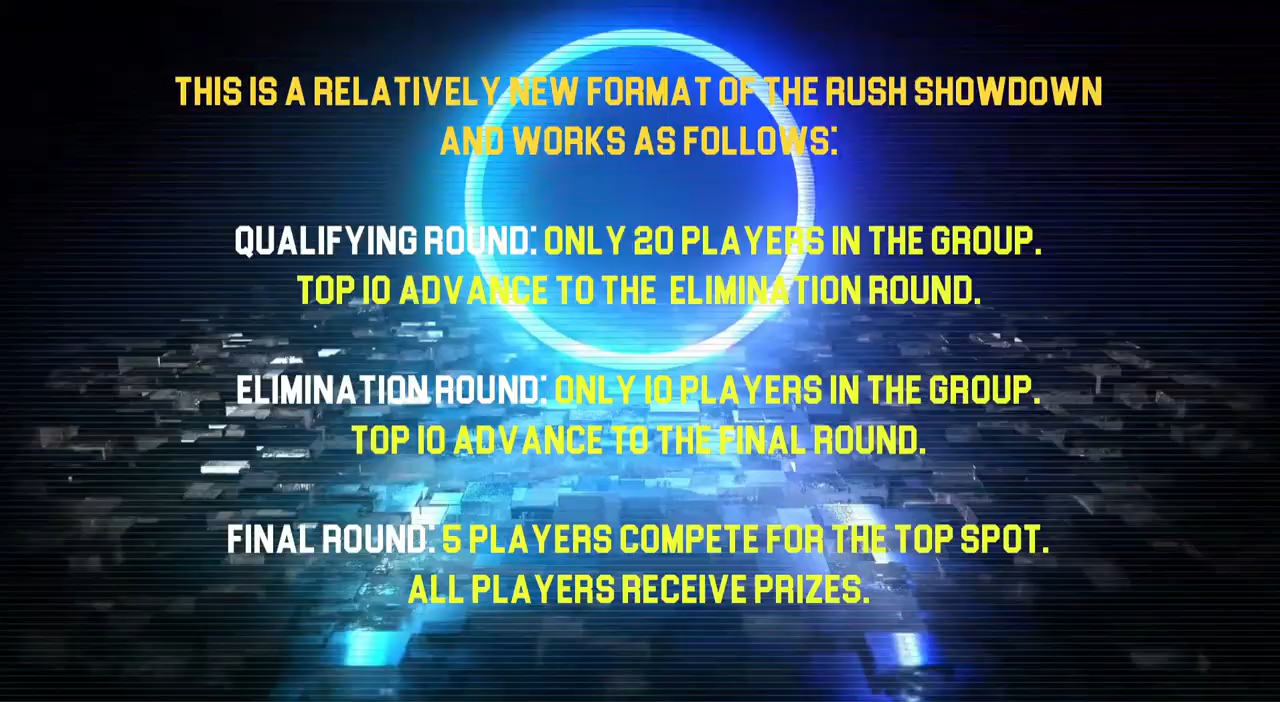 THIS IS A RELATIVELY NEW FORMAT OF THE RUSH SHOWDOWN
AND WORKS AS FOLLOWS:
QUALIFYING ROUND: ONLY 20 PLAYERS IN THE GROUP.
TOP 10 ADVANCE TO THE ELIMINATION ROUND.
ELIMINATION ROUND: ONLY 10 PLAYERS IN THE GROUP.
TOP 10 ADVANCE TO THE FINAL ROUND.
FINAL ROUND: 5 PLAYERS COMPETE FOR THE TOP SPOT.
ALL PLAYERS RECEIVE PRIZES.